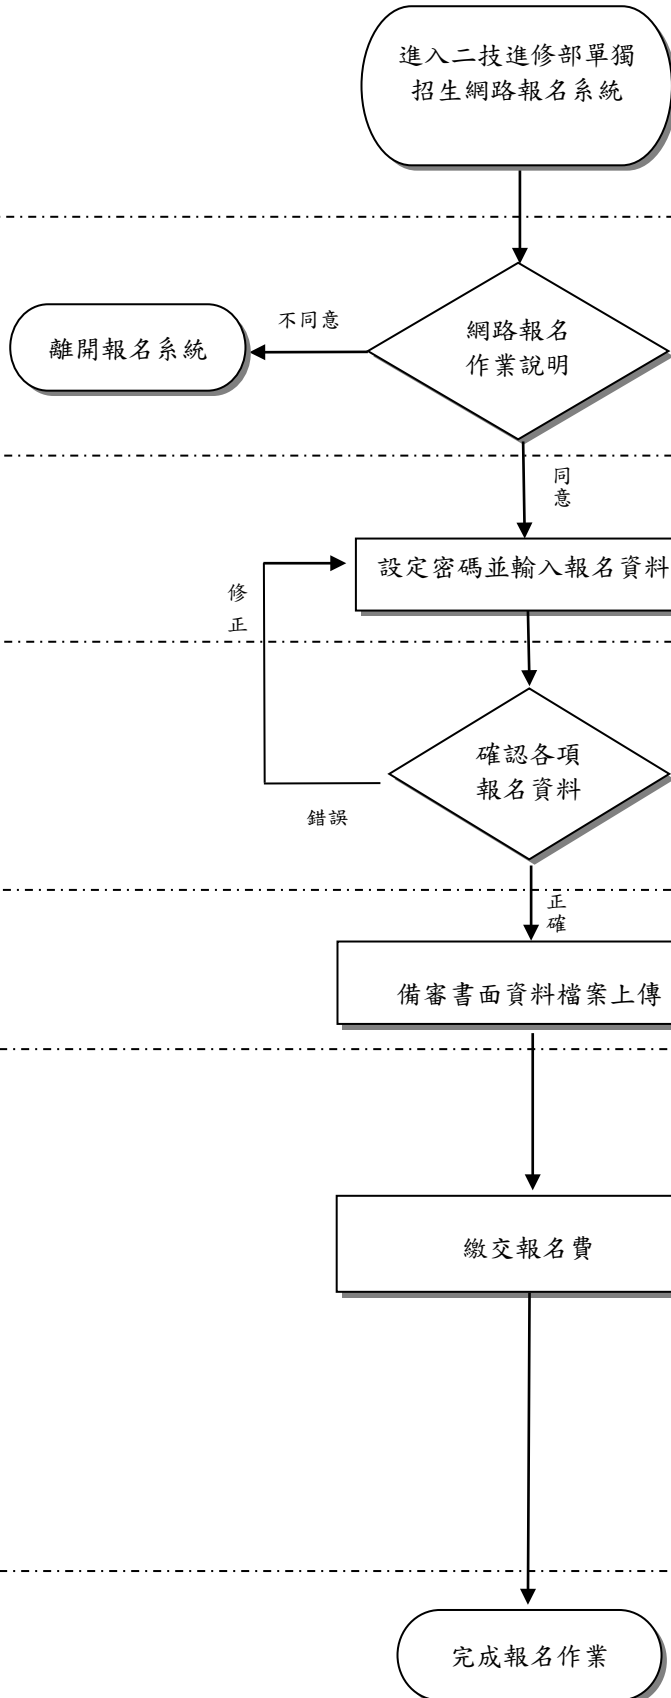 進入二技進修部單獨
招生網路報名系統
不同意
離開報名系統
網路報名
作業說明
同
意
設定密碼並輸入報名資料
修
正
確認各項
報名資料
錯誤
正
確
備審書面資料檔案上傳
繳交報名費
完成報名作業